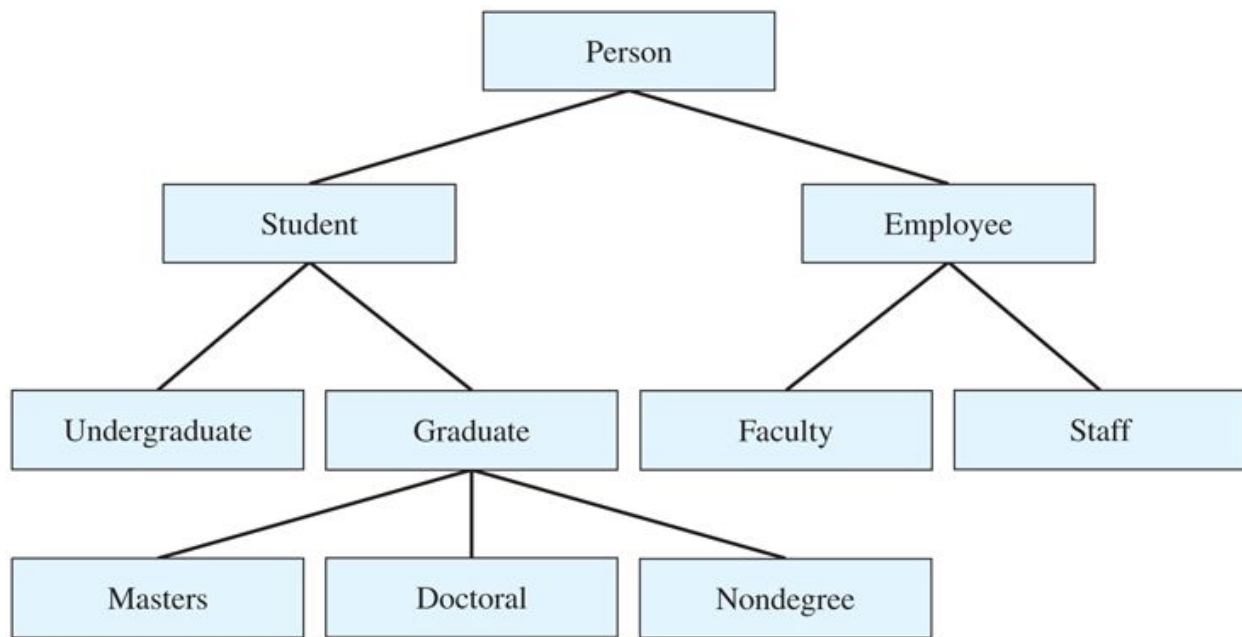 Person
Student
Employee
Undergraduate
Graduate
Faculty
Staff
Masters
Doctoral
Nondegree